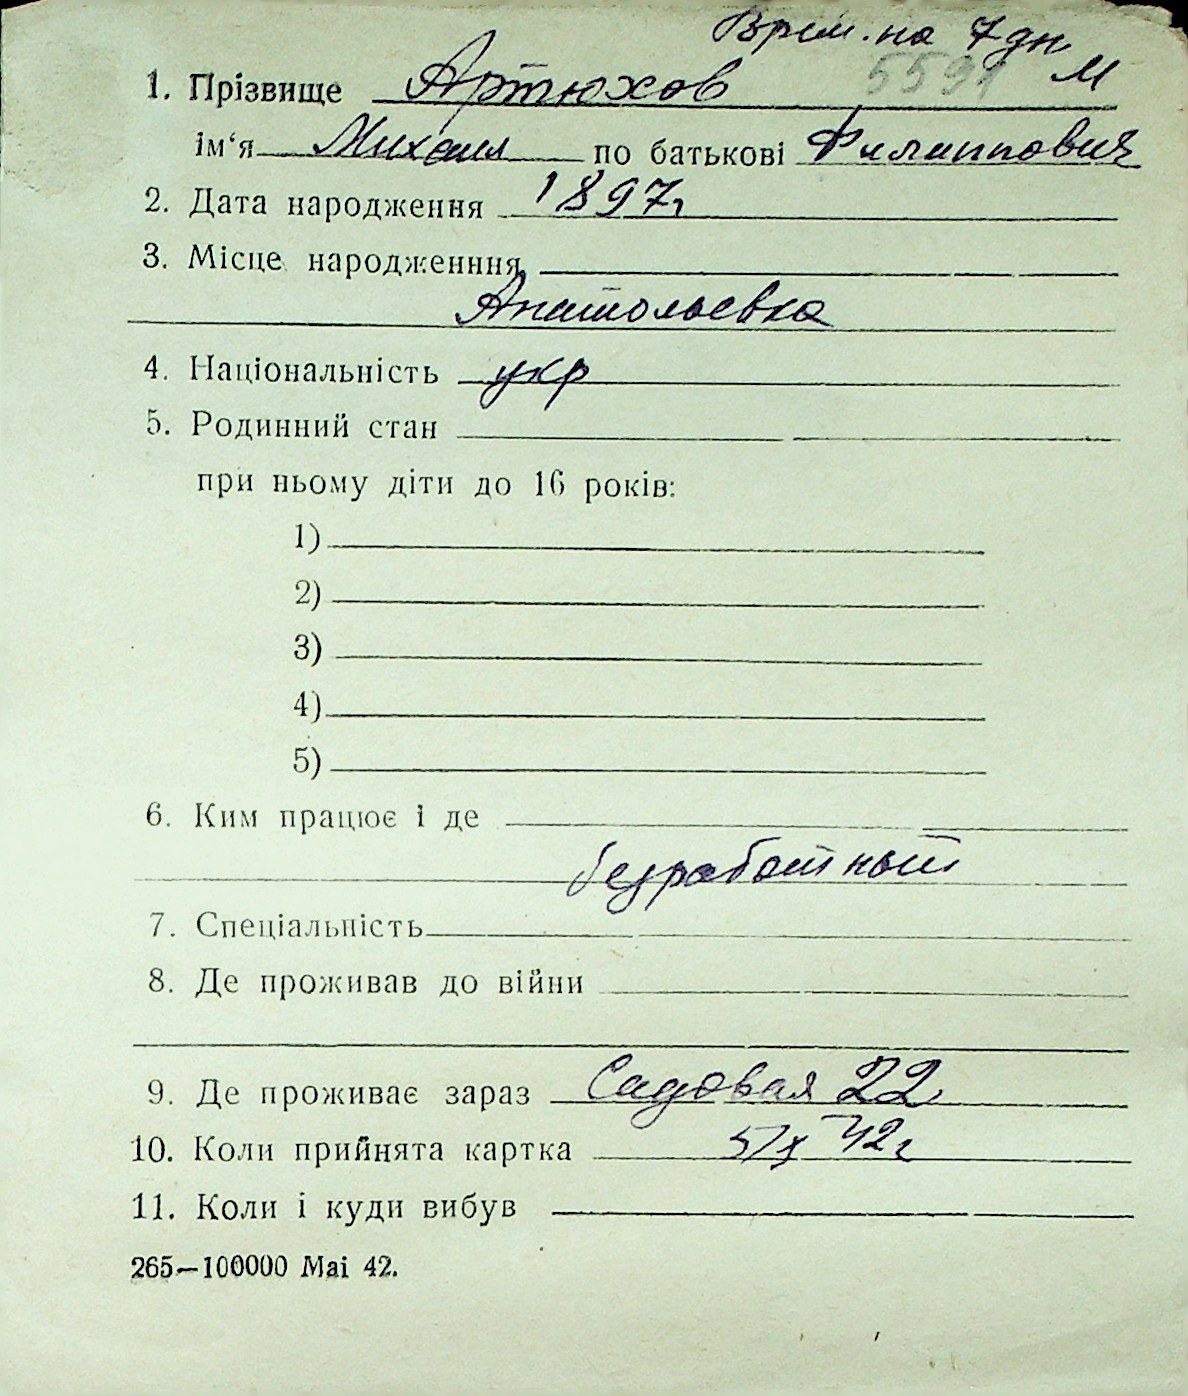 Врем. на 7 дн
5591 М
1. Прізвище Артюхов
ім‘я Михаил по батькові Филиппович
2. Дата народження 1897г
3. Місце народженння
Анатольевка
4. Національність укр
5. Родинний стан
при ньому діти до 16 років:
1)
2)
3)
4)
5)
6. Ким працює і де
безработный
7. Спеціальність
8. Де проживав до війни
9. Де проживає зараз Садовая 22
10. Коли прийнята картка 5/X 42г
11. Коли і куди вибув
265—100000 Mai 42.